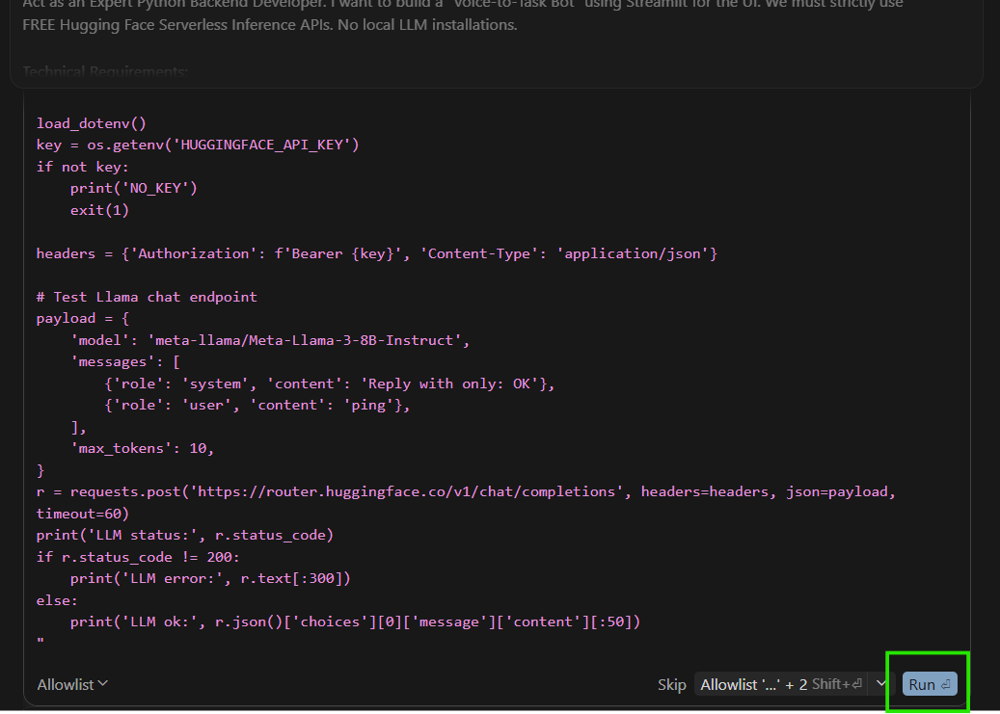 Act as an Expert Python Backend Developer. I want to build a "Voice-to-Task Bot" using Streamlit for the UI. We must strictly use
FREE Hugging Face Serverless Inference APIs. No local LLM installations.
Technical Requirements:
load_dotenv()
key = os.getenv('HUGGINGFACE_API_KEY')
if not key:
    print('NO_KEY')
    exit(1)
headers = {'Authorization': f'Bearer {key}', 'Content-Type': 'application/json'}
# Test Llama chat endpoint
payload = {
    'model': 'meta-llama/Meta-Llama-3-8B-Instruct',
    'messages': [
        {'role': 'system', 'content': 'Reply with only: OK'},
        {'role': 'user', 'content': 'ping'},
    ],
    'max_tokens': 10,
}
r = requests.post('https://router.huggingface.co/v1/chat/completions', headers=headers, json=payload,
timeout=60)
print('LLM status:', r.status_code)
if r.status_code != 200:
    print('LLM error:', r.text[:300])
else:
    print('LLM ok:', r.json()['choices'][0]['message']['content'][:50])
"
Allowlist Skip Allowlist '...' + 2 Shift+⏎ Run ⏎